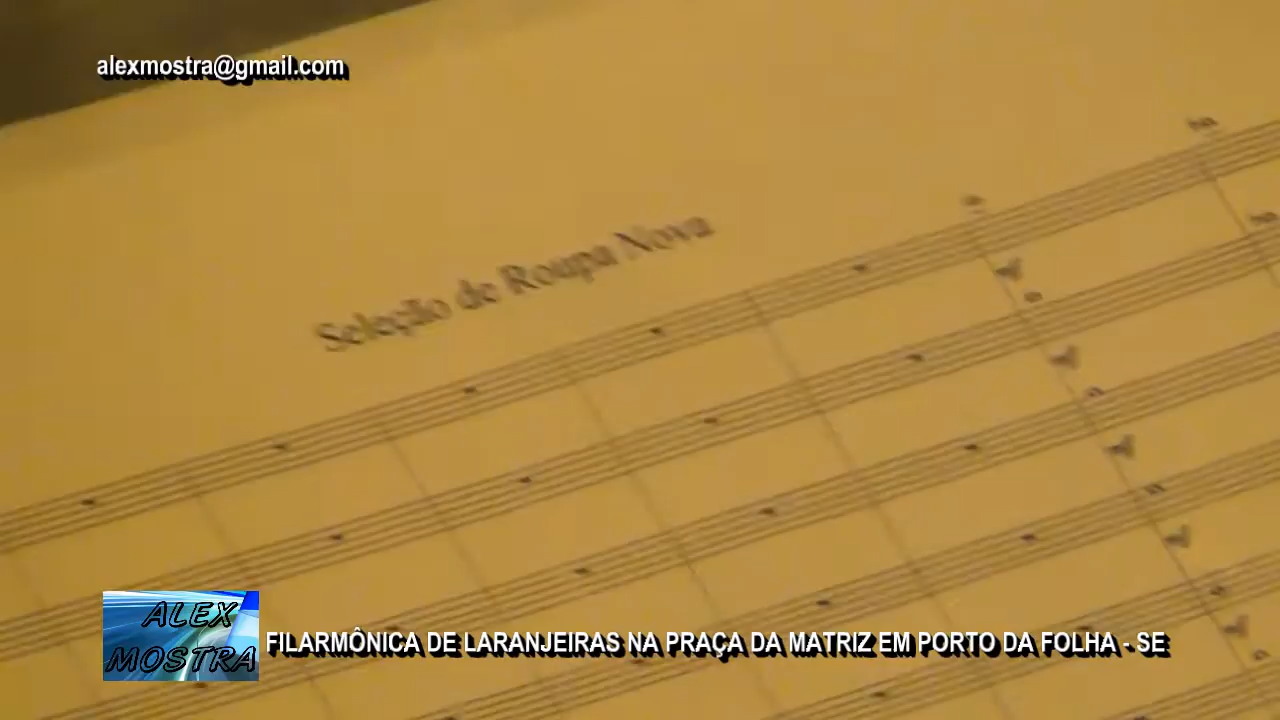 alexmostra@gmail.com
Seleção de Roupa Nova
ALEX
MOSTRA
FILARMÔNICA DE LARANJEIRAS NA PRAÇA DA MATRIZ EM PORTO DA FOLHA - SE